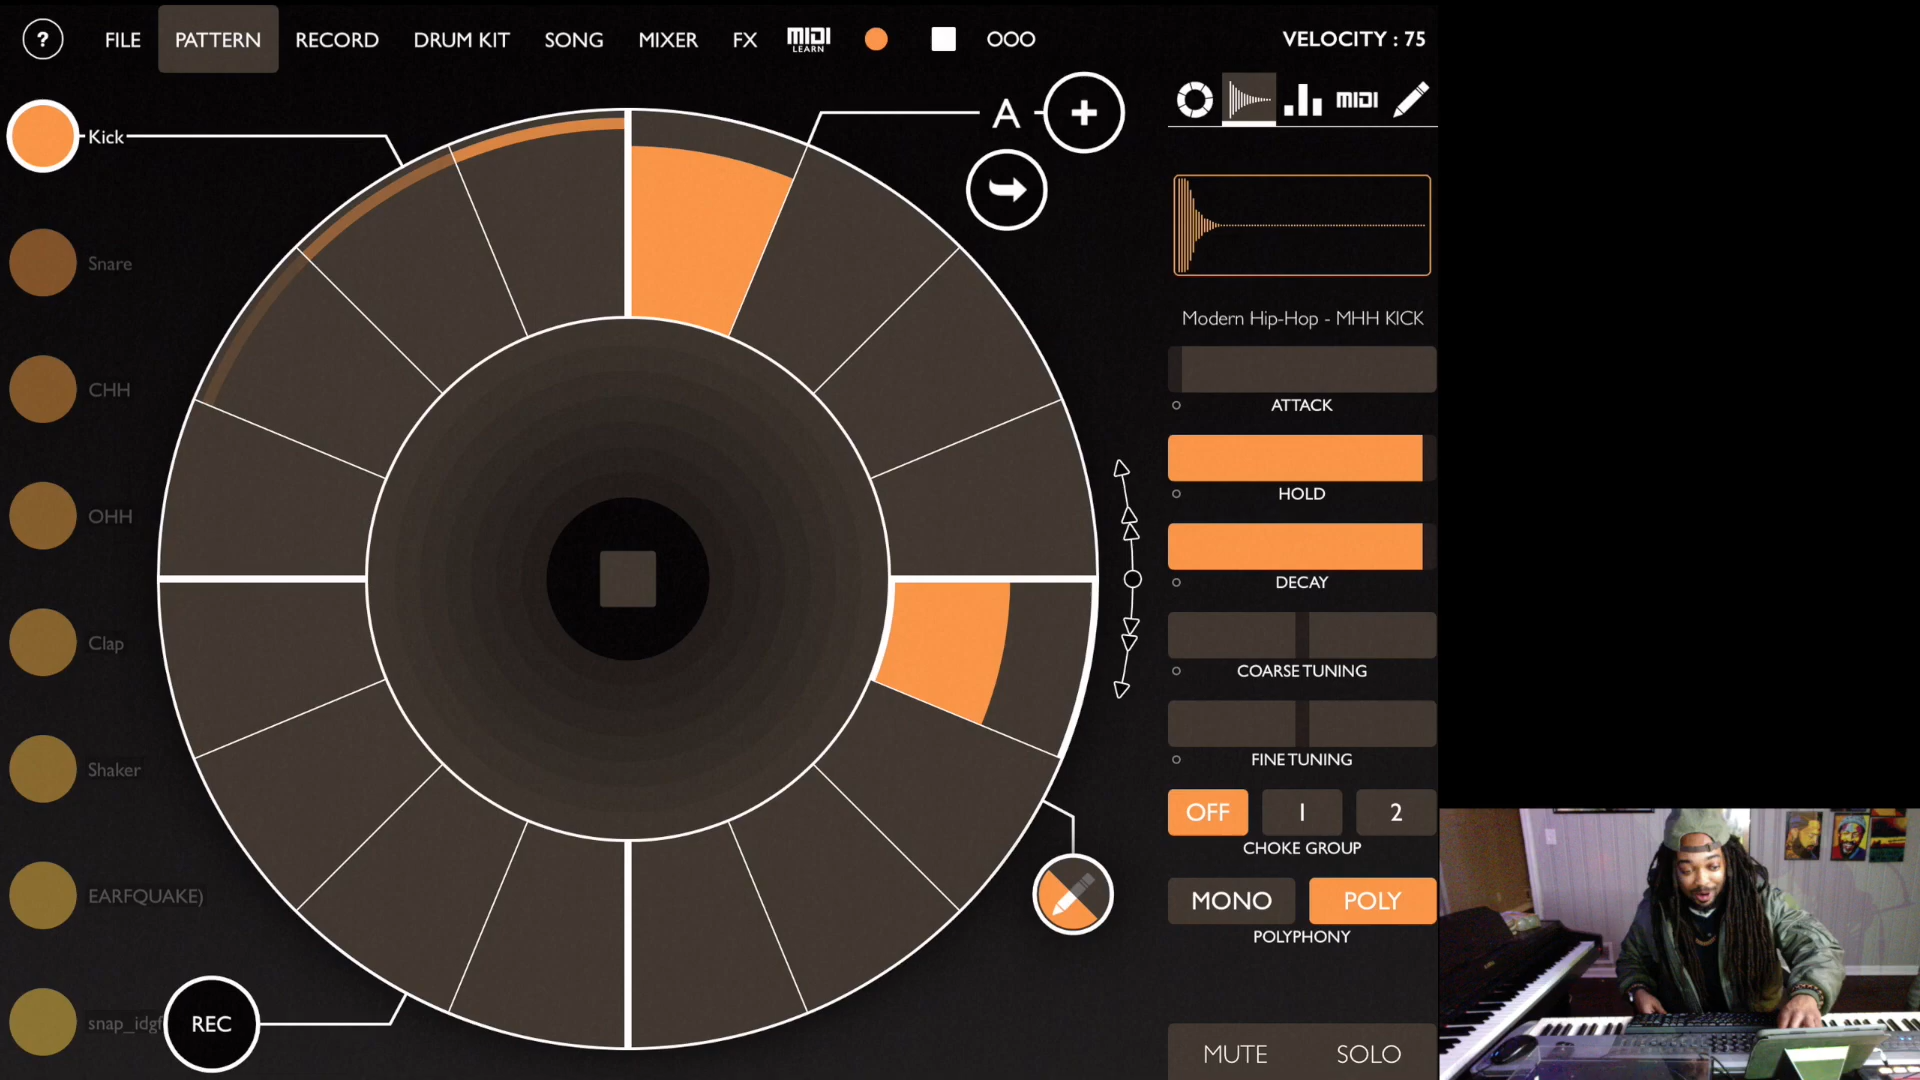 ?
FILE
PATTERN
RECORD
DRUM KIT
SONG
MIXER
FX
MIDI
LEARN
VELOCITY : 75
MIDI
Kick
A
+
Snare
CHH
OHH
Clap
Shaker
EARFQUAKE)
snap_idgf
REC
Modern Hip-Hop - MHH KICK
ATTACK
HOLD
DECAY
COARSE TUNING
FINE TUNING
OFF
1
2
CHOKE GROUP
MONO
POLY
POLYPHONY
MUTE
SOLO